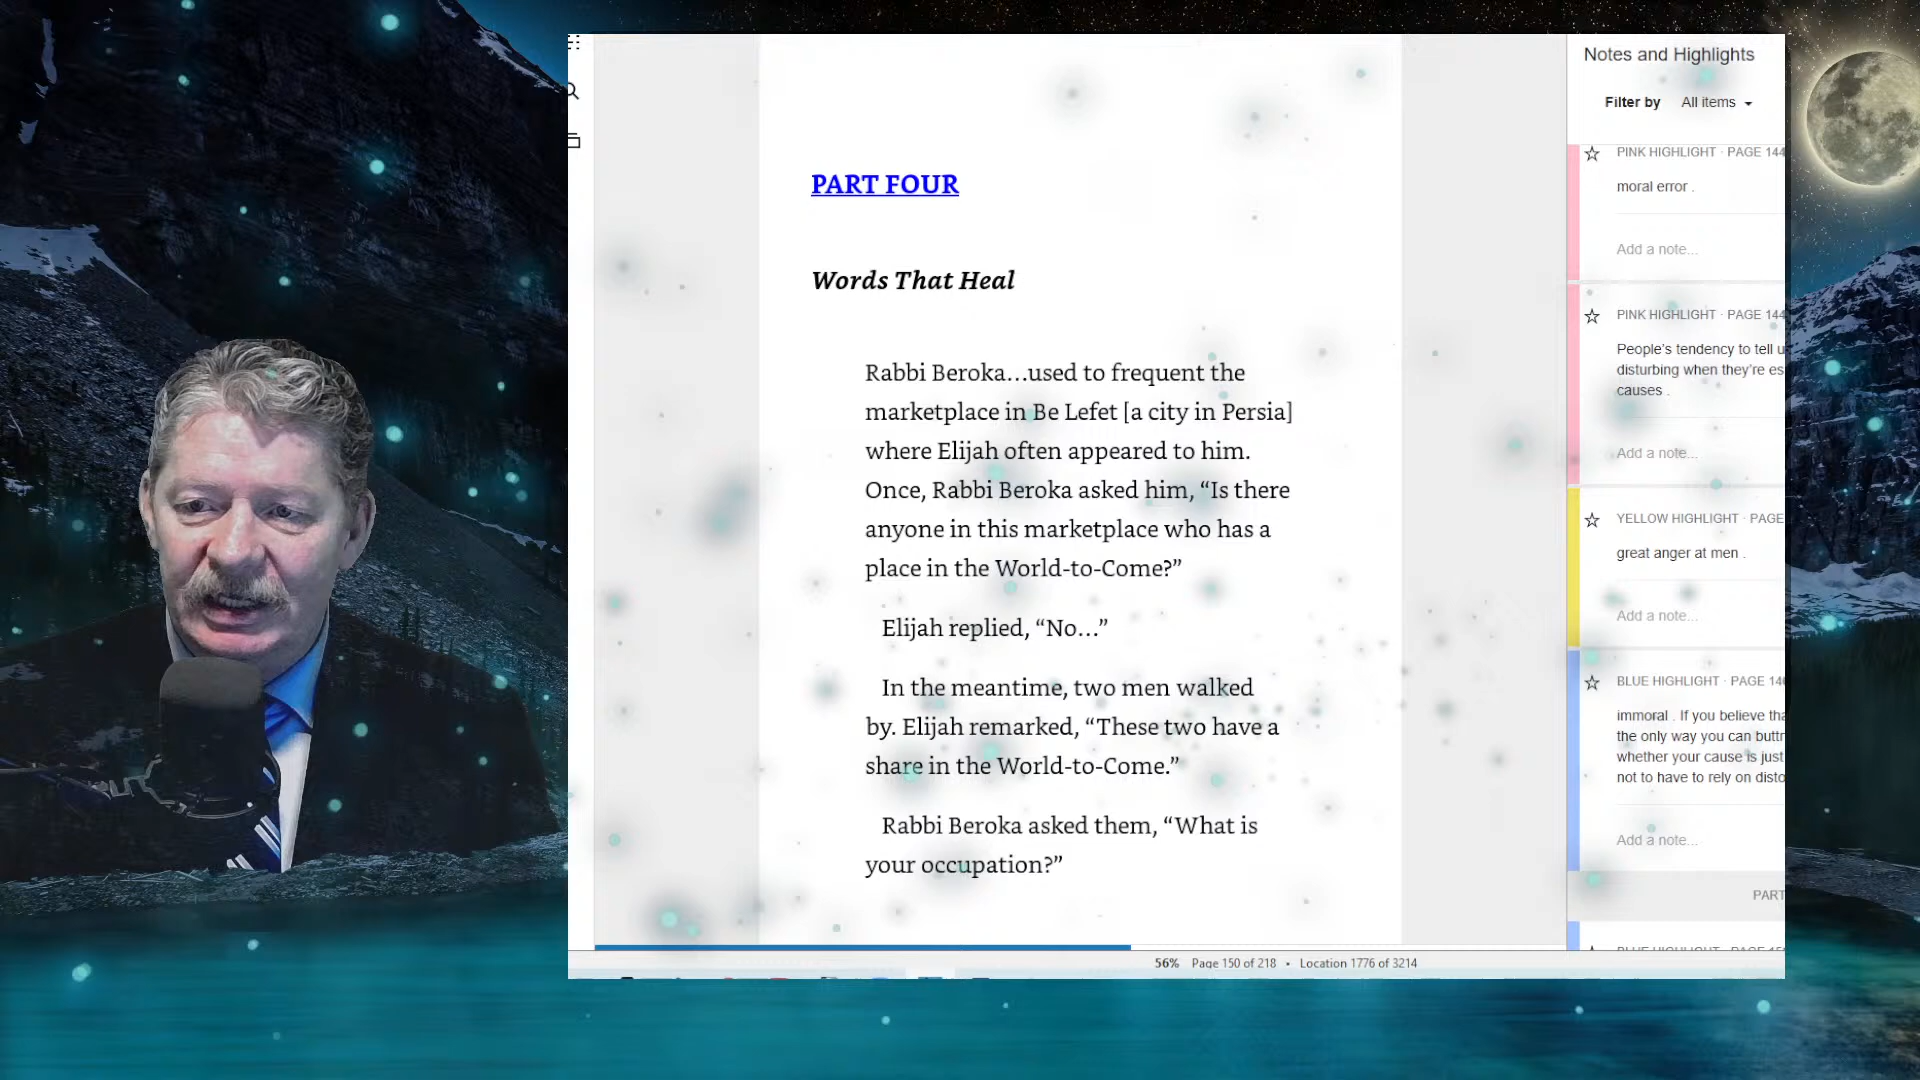 PART FOUR
Words That Heal
Rabbi Beroka…used to frequent the
marketplace in Be Lefet [a city in Persia]
where Elijah often appeared to him.
Once, Rabbi Beroka asked him, “Is there
anyone in this marketplace who has a
place in the World-to-Come?”
Elijah replied, “No…”
In the meantime, two men walked
by. Elijah remarked, “These two have a
share in the World-to-Come.”
Rabbi Beroka asked them, “What is
your occupation?”
56% Page 150 of 218 • Location 1776 of 3214
Notes and Highlights
Filter by All items
PINK HIGHLIGHT · PAGE 144
moral error .
Add a note...
PINK HIGHLIGHT · PAGE 144
People’s tendency to tell
disturbing when they’re
causes .
Add a note...
YELLOW HIGHLIGHT · PAGE
great anger at men .
Add a note...
BLUE HIGHLIGHT · PAGE
immoral . If you believe
the only way you can
whether your cause is just
not to have to rely on
Add a note...
PART